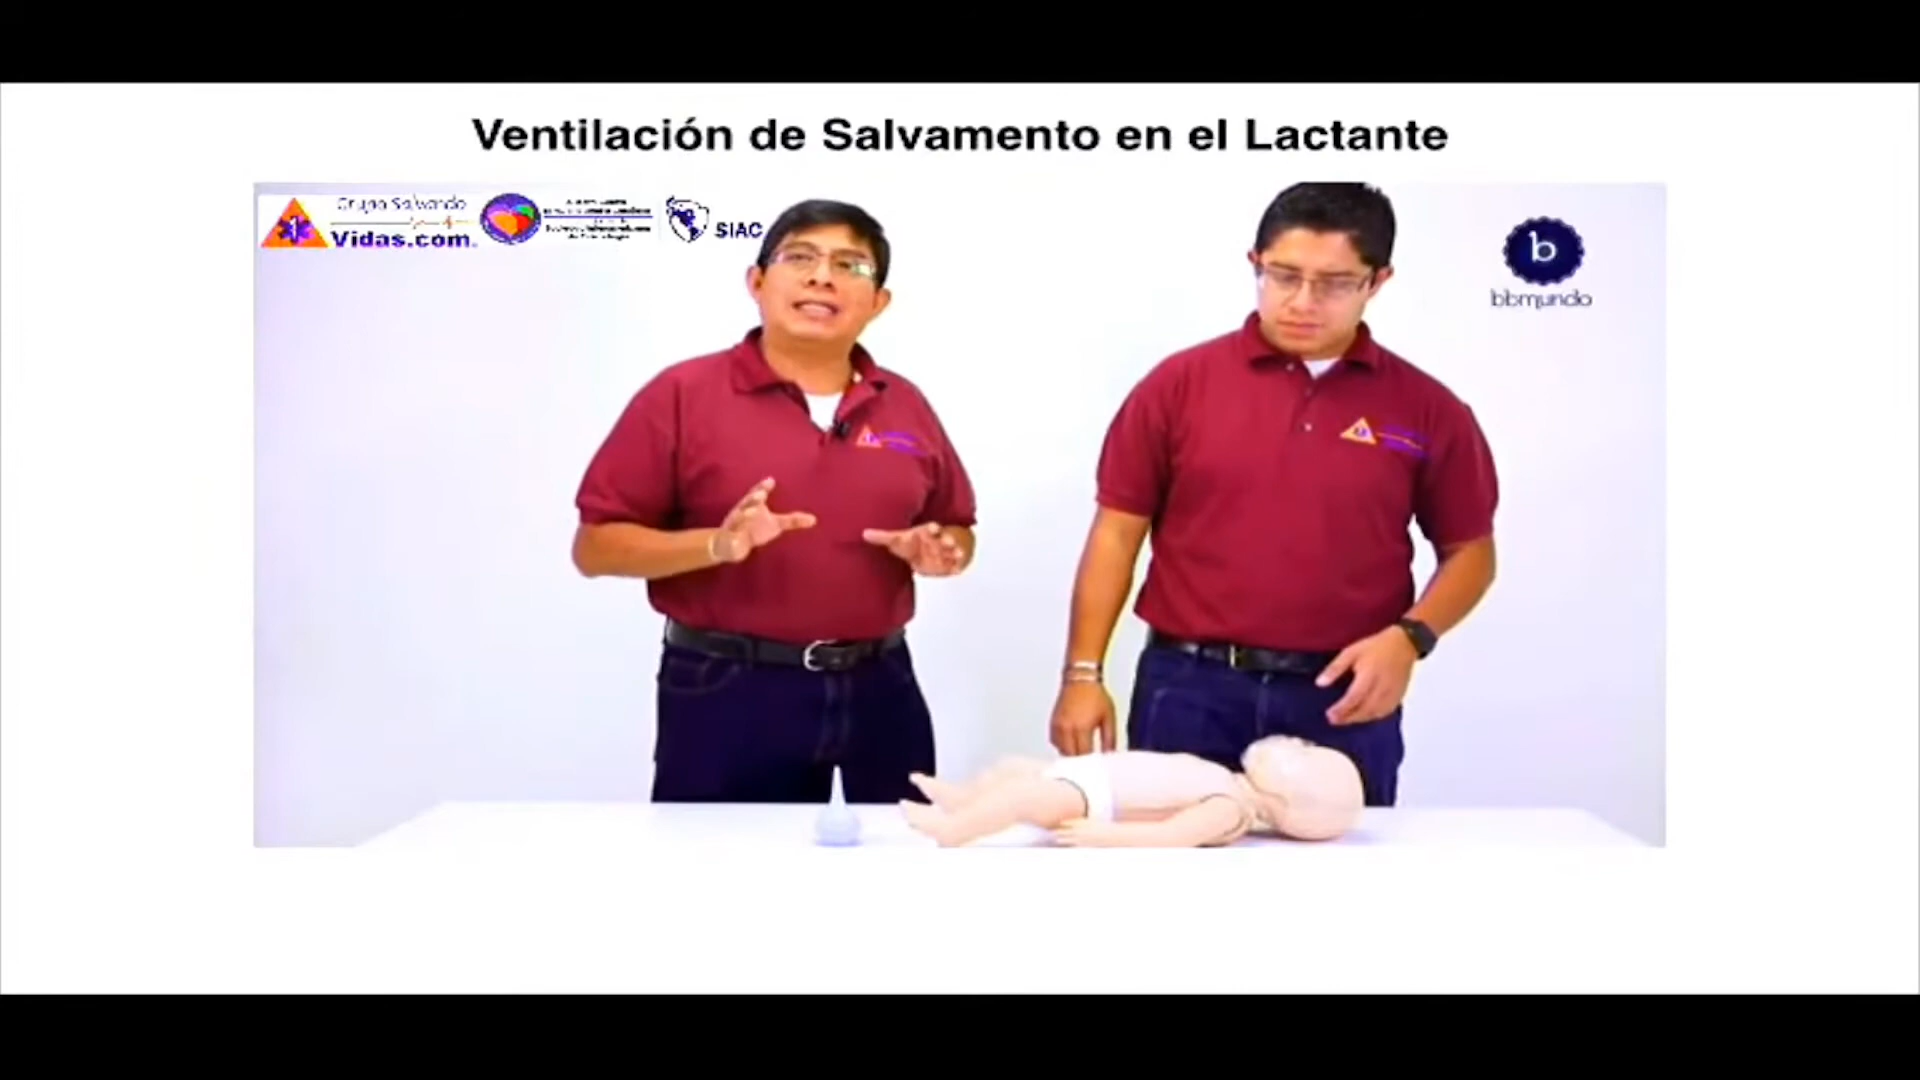 Ventilación de Salvamento en el Lactante
Grupo Salvando
Vidas.com.
SIAC
b
bbmundo